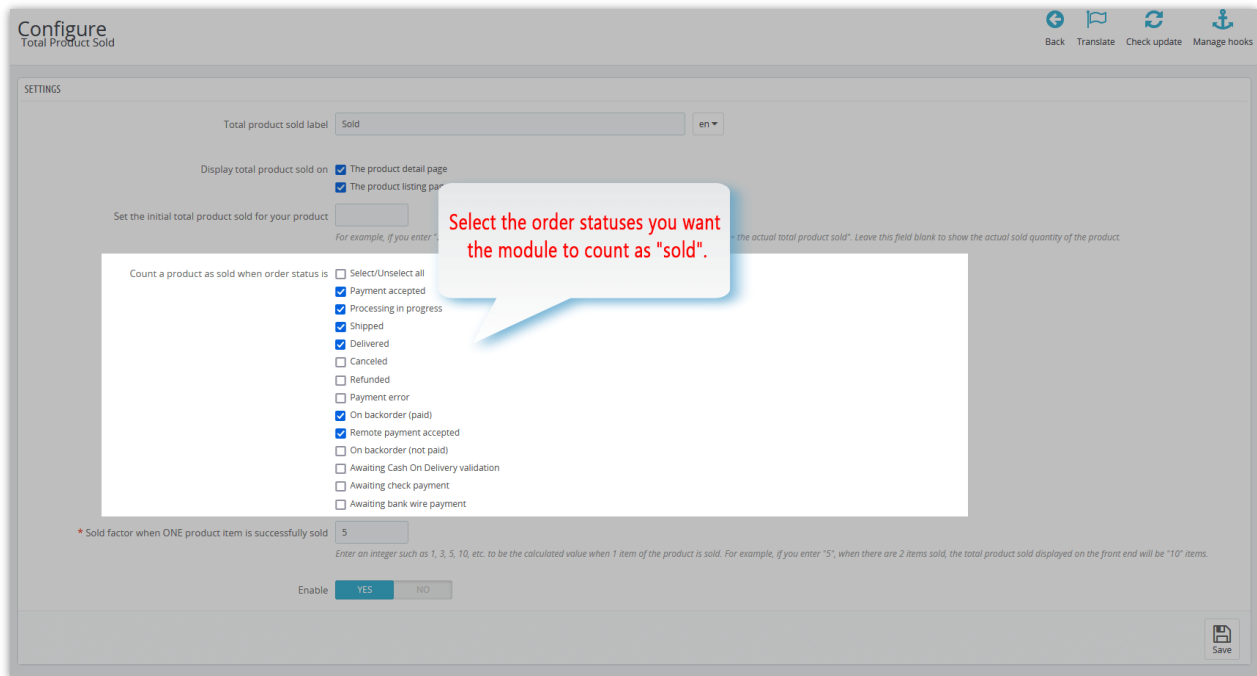 Configure
Total Product Sold
Back Translate Check update Manage hooks
SETTINGS
Total product sold label Sold en
Display total product sold on The product detail page
The product listing
Set the initial total product sold for your product
For example, if you enter the actual total product sold". Leave this field blank to show the actual sold quantity of the product.
Select the order statuses you want
the module to count as "sold".
Count a product as sold when order status is Select/Unselect all
Payment accepted
Processing in progress
Shipped
Delivered
Canceled
Refunded
Payment error
On backorder (paid)
Remote payment accepted
On backorder (not paid)
Awaiting Cash On Delivery validation
Awaiting check payment
Awaiting bank wire payment
* Sold factor when ONE product item is successfully sold 5
Enter an integer such as 1, 3, 5, 10, etc. to be the calculated value when 1 item of the product is sold. For example, if you enter "5", when there are 2 items sold, the total product sold displayed on the front end will be "10" items.
Enable YES NO
Save